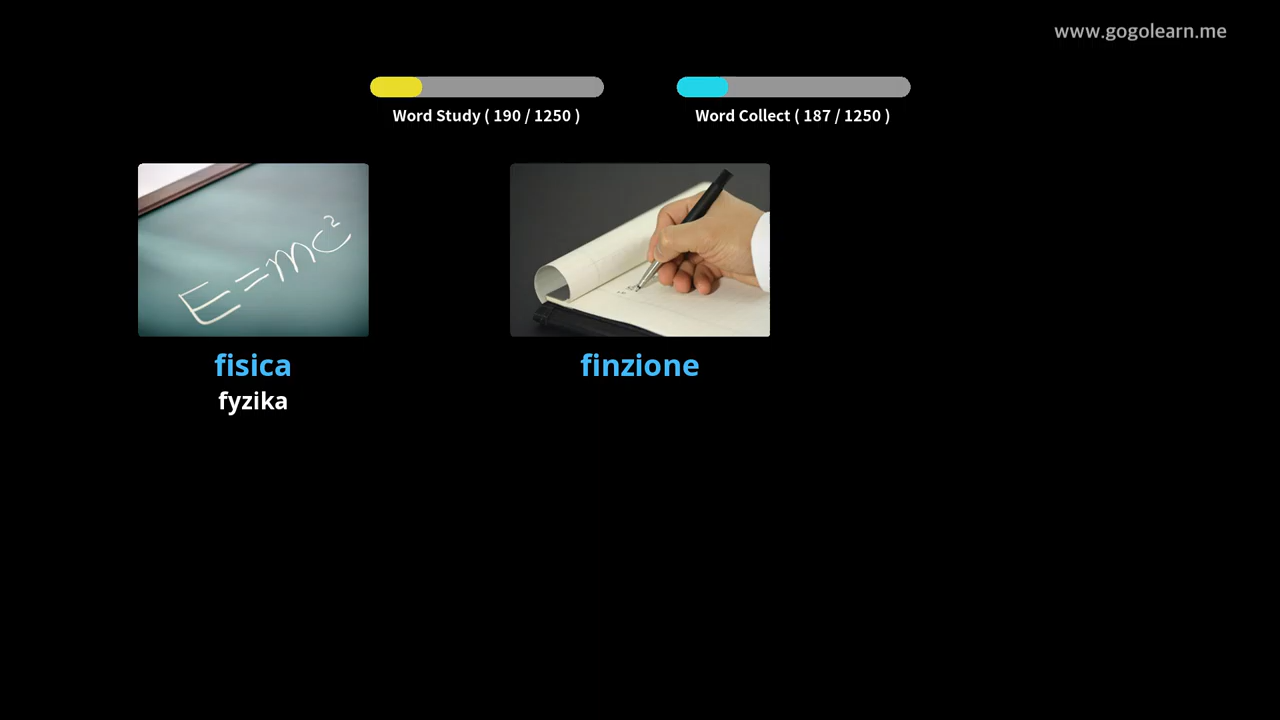 www.gogolearn.me
Word Study ( 190 / 1250 )
Word Collect ( 187 / 1250 )
E=mc²
fisica
fyzika
finzione